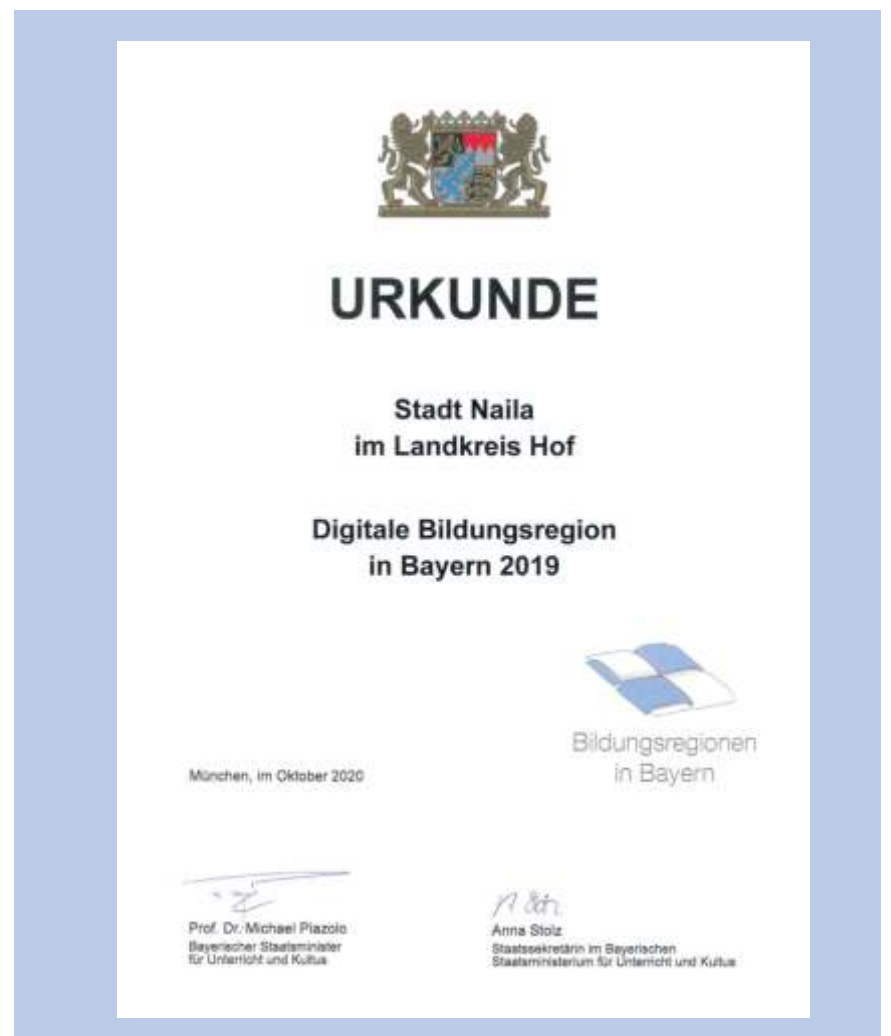 URKUNDE
Stadt Naila
im Landkreis Hof
Digitale Bildungsregion
in Bayern 2019
Bildungsregionen
in Bayern
München, im Oktober 2020
Prof. Dr. Michael Piazolo
Bayerischer Staatsminister
für Unterricht und Kultus
Anna Stolz
Staatssekretärin im Bayerischen
Staatsministerium für Unterricht und Kultus